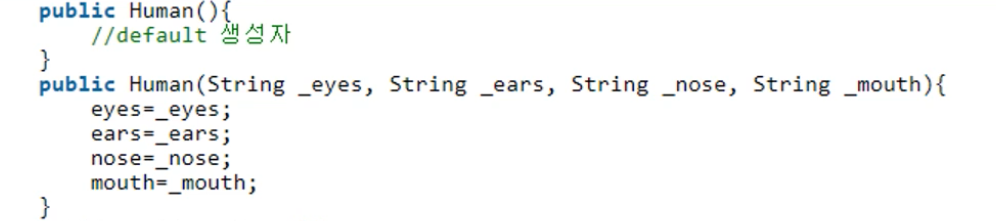 public Human(){
    //default 생성자
}
public Human(String _eyes, String _ears, String _nose, String _mouth){
    eyes=_eyes;
    ears=_ears;
    nose=_nose;
    mouth=_mouth;
}